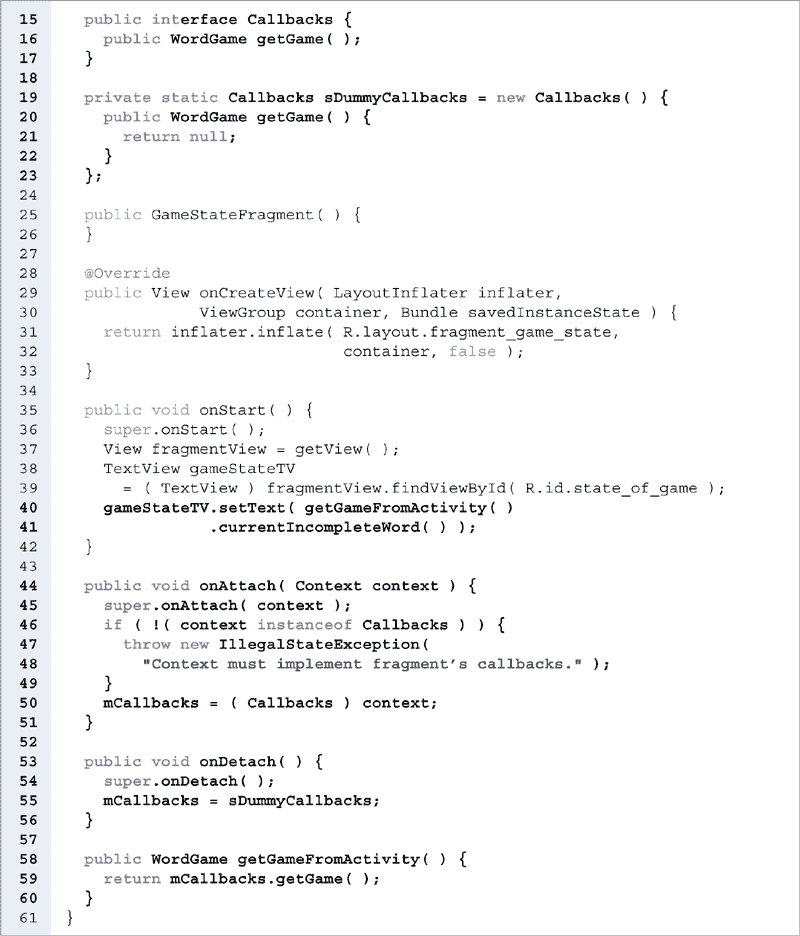 15 public interface Callbacks {
16 public WordGame getGame( );
17 }
18
19 private static Callbacks sDummyCallbacks = new Callbacks( ) {
20 public WordGame getGame( ) {
21 return null;
22 }
23 };
24
25 public GameStateFragment( ) {
26 }
27
28 @Override
29 public View onCreateView( LayoutInflater inflater,
30 ViewGroup container, Bundle savedInstanceState ) {
31 return inflater.inflate( R.layout.fragment_game_state,
32 container, false );
33 }
34
35 public void onStart( ) {
36 super.onStart( );
37 View fragmentView = getView( );
38 TextView gameStateTV
39 = ( TextView ) fragmentView.findViewById( R.id.state_of_game );
40 gameStateTV.setText( getGameFromActivity( )
41 .currentIncompleteWord( ) );
42 }
43
44 public void onAttach( Context context ) {
45 super.onAttach( context );
46 if ( !( context instanceof Callbacks ) ) {
47 throw new IllegalStateException(
48 "Context must implement fragment’s callbacks." );
49 }
50 mCallbacks = ( Callbacks ) context;
51 }
52
53 public void onDetach( ) {
54 super.onDetach( );
55 mCallbacks = sDummyCallbacks;
56 }
57
58 public WordGame getGameFromActivity( ) {
59 return mCallbacks.getGame( );
60 }
61 }